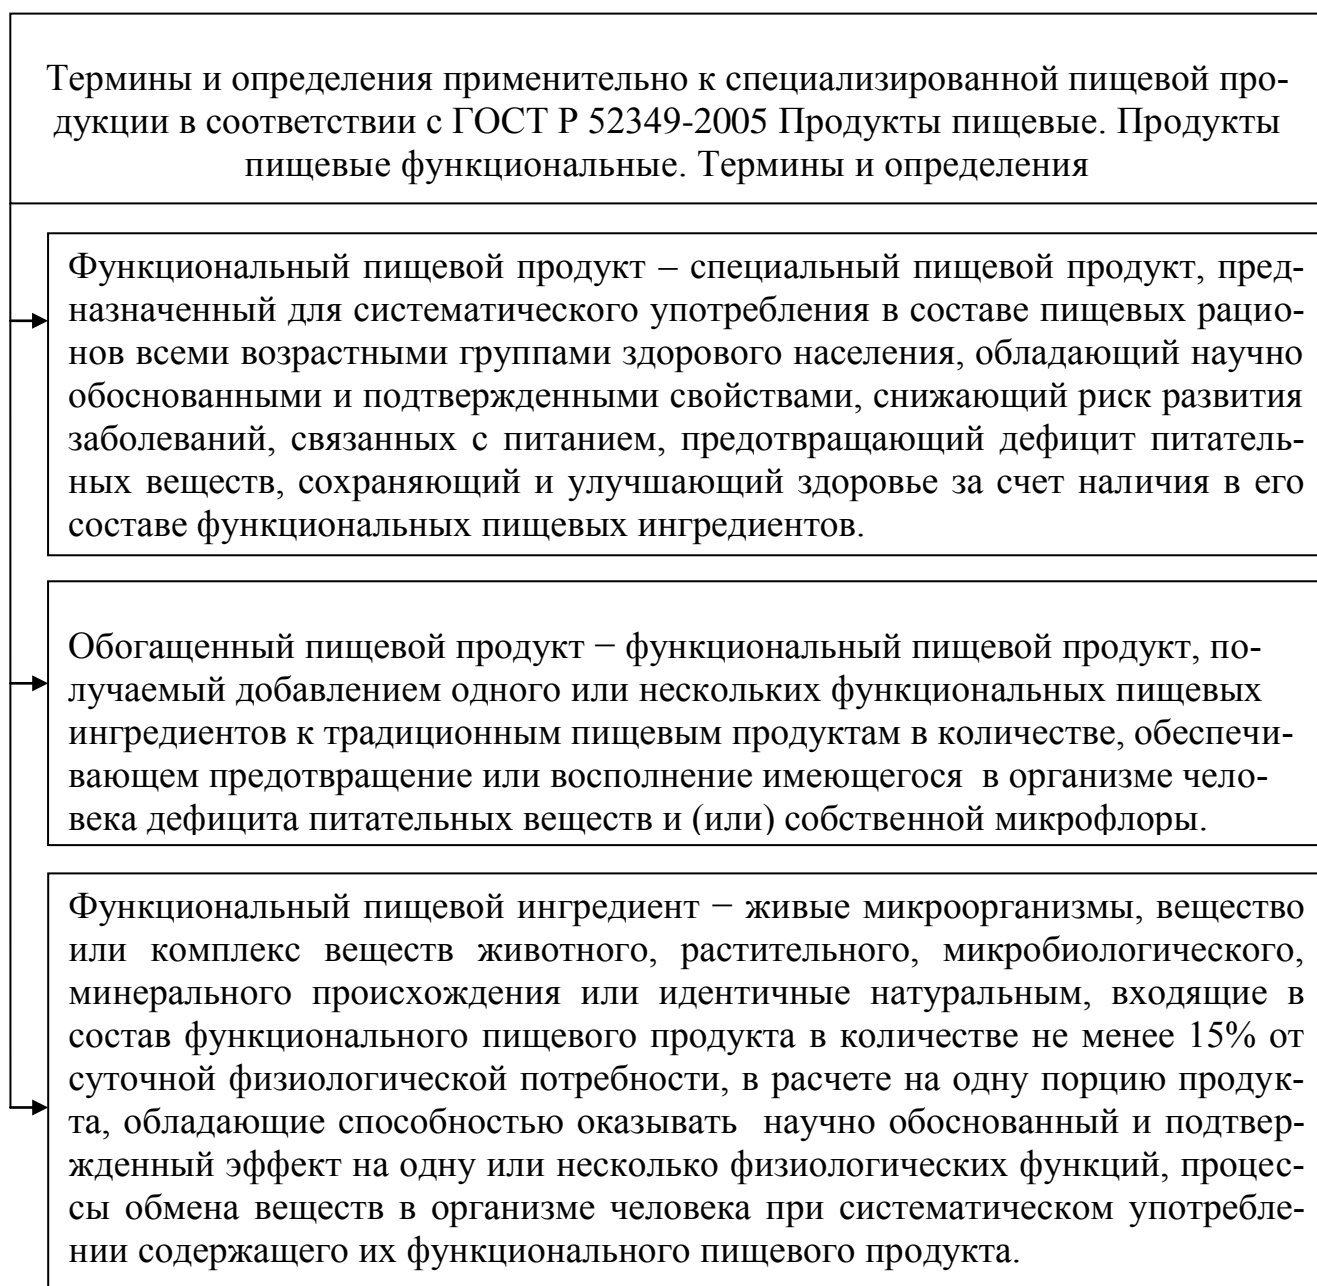 Термины и определения применительно к специализированной пищевой про-
дукции в соответствии с ГОСТ Р 52349-2005 Продукты пищевые. Продукты
пищевые функциональные. Термины и определения
Функциональный пищевой продукт – специальный пищевой продукт, пред-
назначенный для систематического употребления в составе пищевых рацио-
нов всеми возрастными группами здорового населения, обладающий научно
обоснованными и подтвержденными свойствами, снижающий риск развития
заболеваний, связанных с питанием, предотвращающий дефицит питатель-
ных веществ, сохраняющий и улучшающий здоровье за счет наличия в его
составе функциональных пищевых ингредиентов.
Обогащенный пищевой продукт − функциональный пищевой продукт, по-
лучаемый добавлением одного или нескольких функциональных пищевых
ингредиентов к традиционным пищевым продуктам в количестве, обеспечи-
вающем предотвращение или восполнение имеющегося  в организме чело-
века дефицита питательных веществ и (или) собственной микрофлоры.
Функциональный пищевой ингредиент − живые микроорганизмы, вещество
или комплекс веществ животного, растительного, микробиологического,
минерального происхождения или идентичные натуральным, входящие в
состав функционального пищевого продукта в количестве не менее 15% от
суточной физиологической потребности, в расчете на одну порцию продук-
та, обладающие способностью оказывать  научно обоснованный и подтвер-
жденный эффект на одну или несколько физиологических функций, процес-
сы обмена веществ в организме человека при систематическом употребле-
нии содержащего их функционального пищевого продукта.